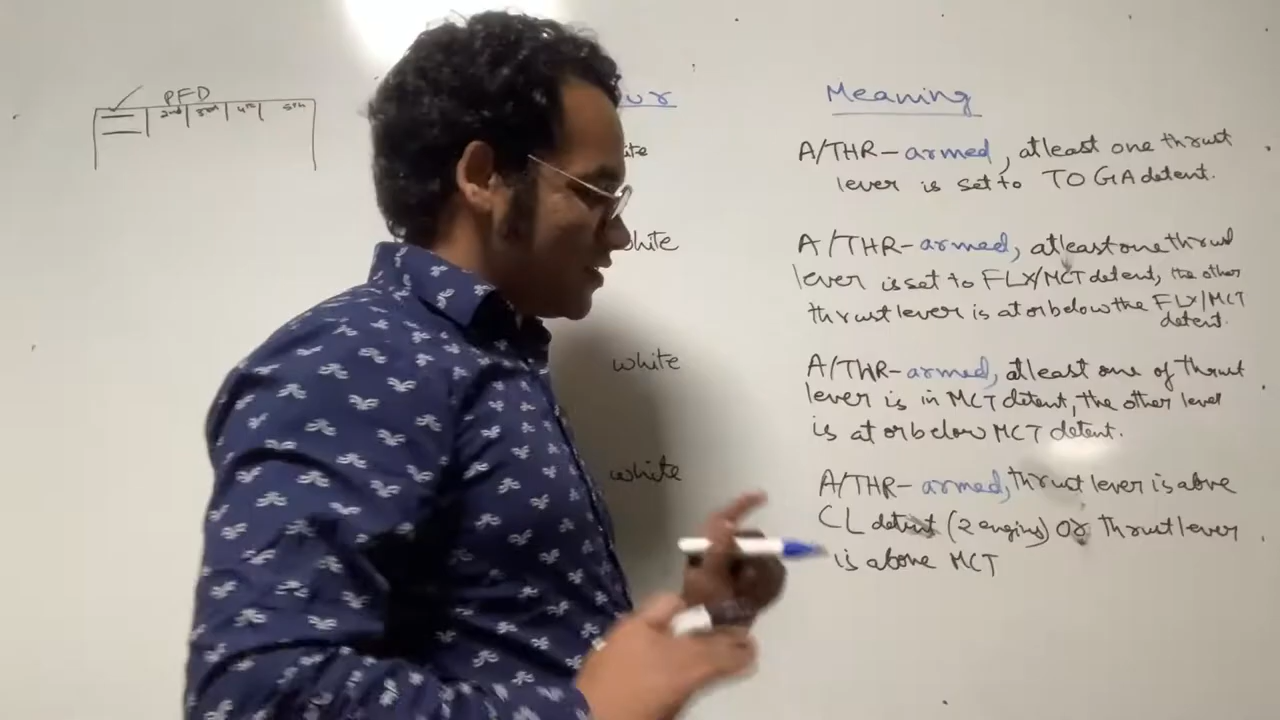 PFD
2nd 3rd 4th 5th
our
Meaning
ite
A/THR-armed, atleast one thrust
lever is set to TOGA detent.
white
A/THR-armed, atleast one thrust
lever is set to FLX/MCT detent, the other
thrust lever is at or below the FLX/MCT
detent.
white
A/THR-armed, atleast one of thrust
lever is in MCT detent, the other level
is at or below MCT detent.
white
A/THR-armed, thrust lever is above
CL detent (2 engines) or thrust lever
is above MCT